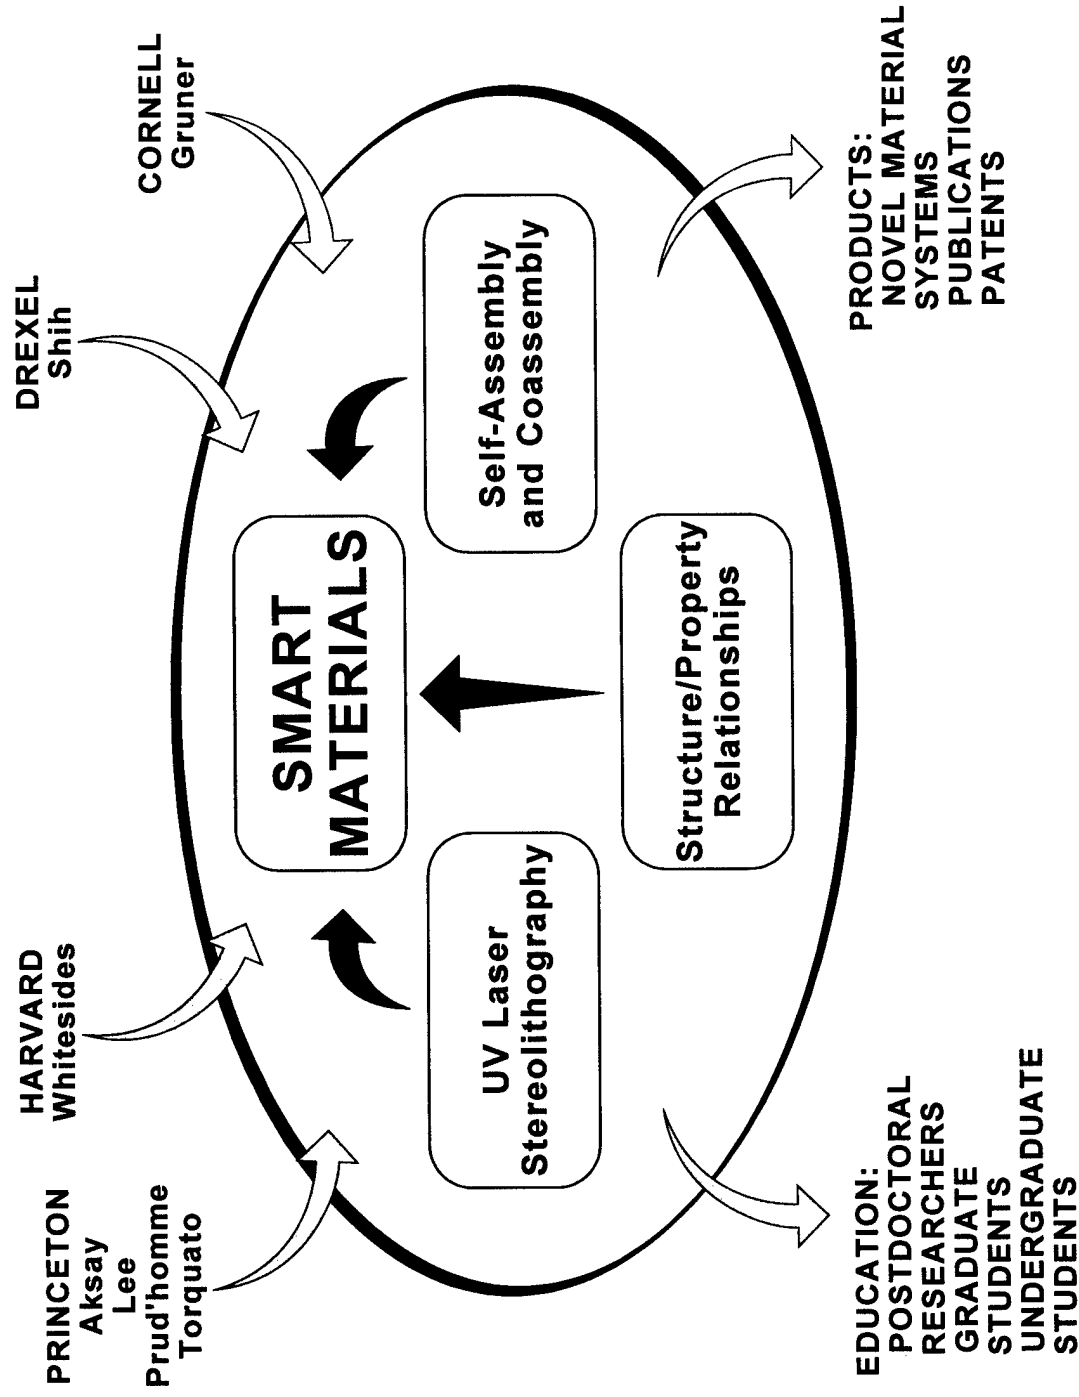 PRINCETON
Aksay
Lee
Prud'homme
Torquato
HARVARD
Whitesides
DREXEL
Shih
CORNELL
Gruner
SMART
MATERIALS
UV Laser
Stereolithography
Self-Assembly
and Coassembly
Structure/Property
Relationships
EDUCATION:
POSTDOCTORAL
RESEARCHERS
GRADUATE
STUDENTS
UNDERGRADUATE
STUDENTS
PRODUCTS:
NOVEL MATERIAL
SYSTEMS
PUBLICATIONS
PATENTS